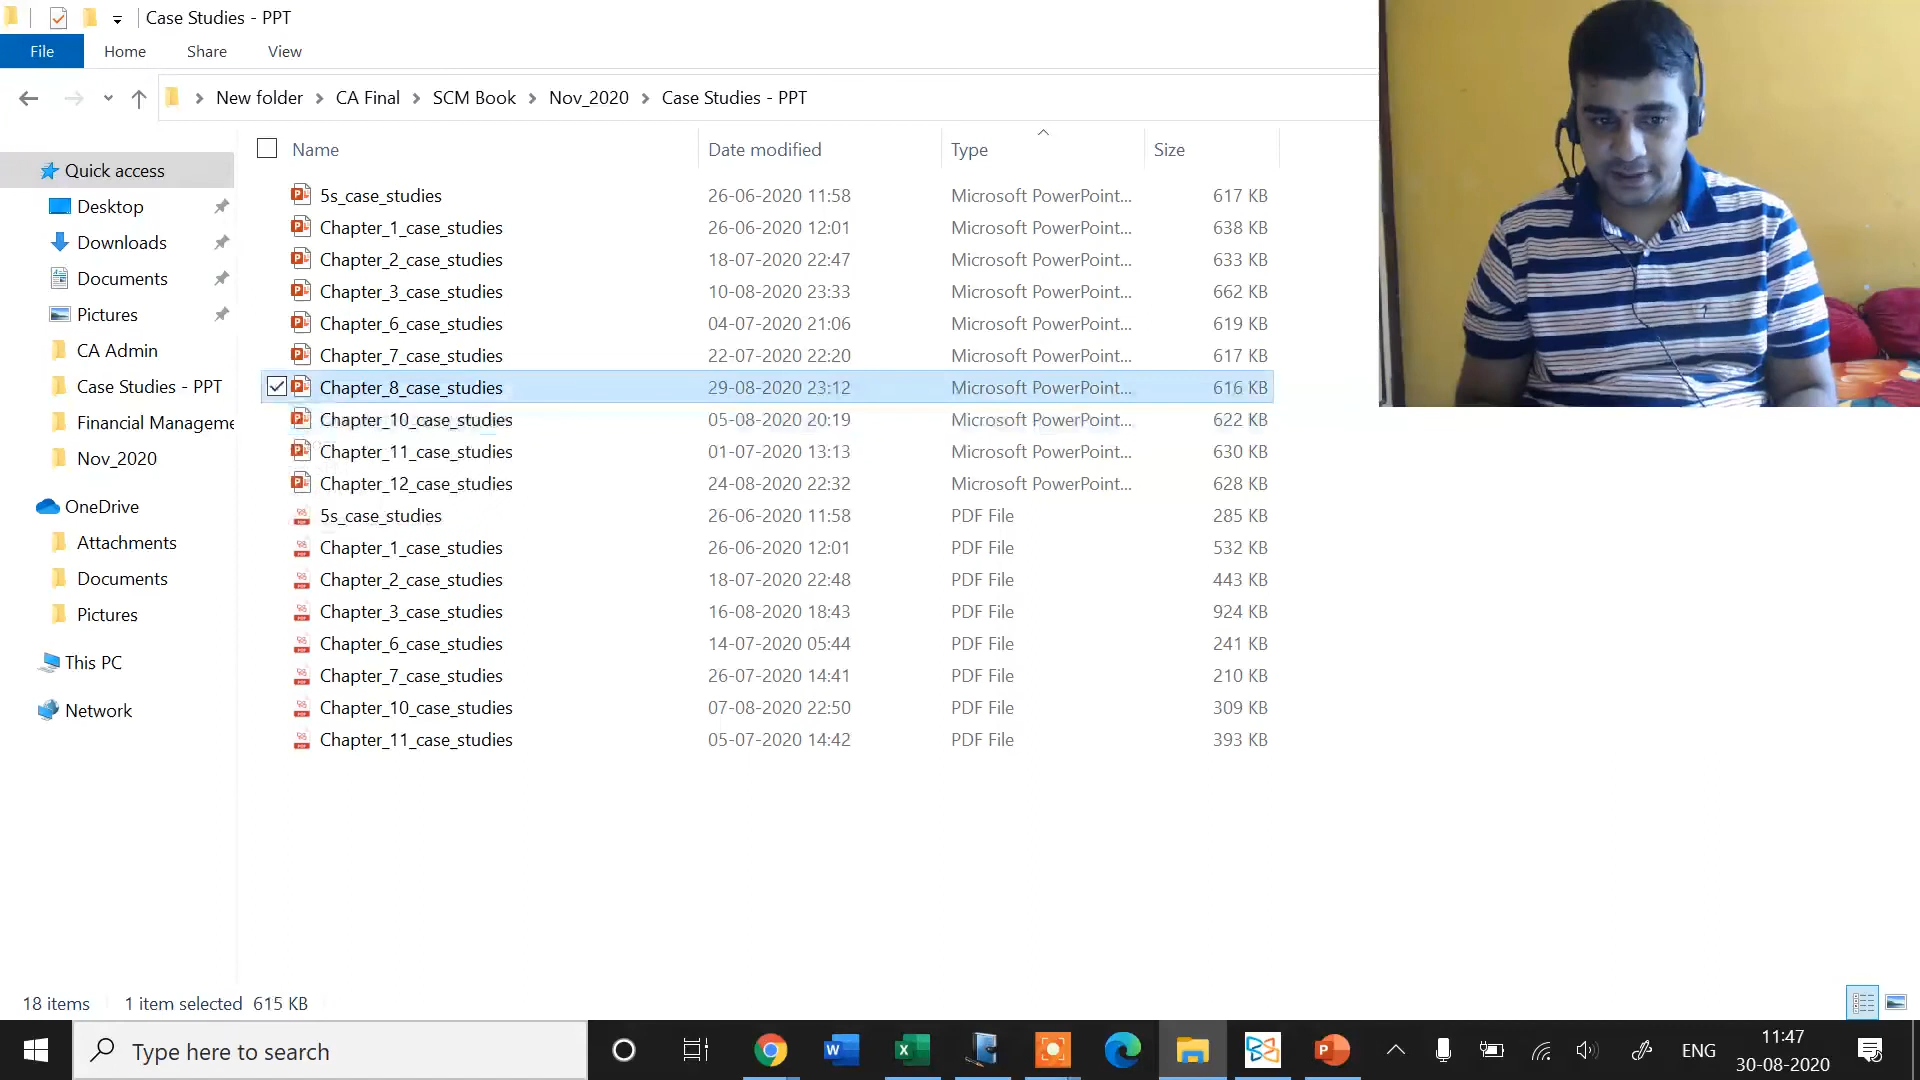 Case Studies - PPT
File Home Share View
New folder CA Final SCM Book Nov_2020 Case Studies - PPT
Name Date modified Type Size
Quick access
Desktop
Downloads
Documents
Pictures
CA Admin
Case Studies - PPT
Financial Manageme
Nov_2020
OneDrive
Attachments
Documents
Pictures
This PC
Network
5s_case_studies 26-06-2020 11:58 Microsoft PowerPoint... 617 KB
Chapter_1_case_studies 26-06-2020 12:01 Microsoft PowerPoint... 638 KB
Chapter_2_case_studies 18-07-2020 22:47 Microsoft PowerPoint... 633 KB
Chapter_3_case_studies 10-08-2020 23:33 Microsoft PowerPoint... 662 KB
Chapter_6_case_studies 04-07-2020 21:06 Microsoft PowerPoint... 619 KB
Chapter_7_case_studies 22-07-2020 22:20 Microsoft PowerPoint... 617 KB
Chapter_8_case_studies 29-08-2020 23:12 Microsoft PowerPoint... 616 KB
Chapter_10_case_studies 05-08-2020 20:19 Microsoft PowerPoint... 622 KB
Chapter_11_case_studies 01-07-2020 13:13 Microsoft PowerPoint... 630 KB
Chapter_12_case_studies 24-08-2020 22:32 Microsoft PowerPoint... 628 KB
5s_case_studies 26-06-2020 11:58 PDF File 285 KB
Chapter_1_case_studies 26-06-2020 12:01 PDF File 532 KB
Chapter_2_case_studies 18-07-2020 22:48 PDF File 443 KB
Chapter_3_case_studies 16-08-2020 18:43 PDF File 924 KB
Chapter_6_case_studies 14-07-2020 05:44 PDF File 241 KB
Chapter_7_case_studies 26-07-2020 14:41 PDF File 210 KB
Chapter_10_case_studies 07-08-2020 22:50 PDF File 309 KB
Chapter_11_case_studies 05-07-2020 14:42 PDF File 393 KB
18 items 1 item selected 615 KB
Type here to search
ENG
11:47
30-08-2020